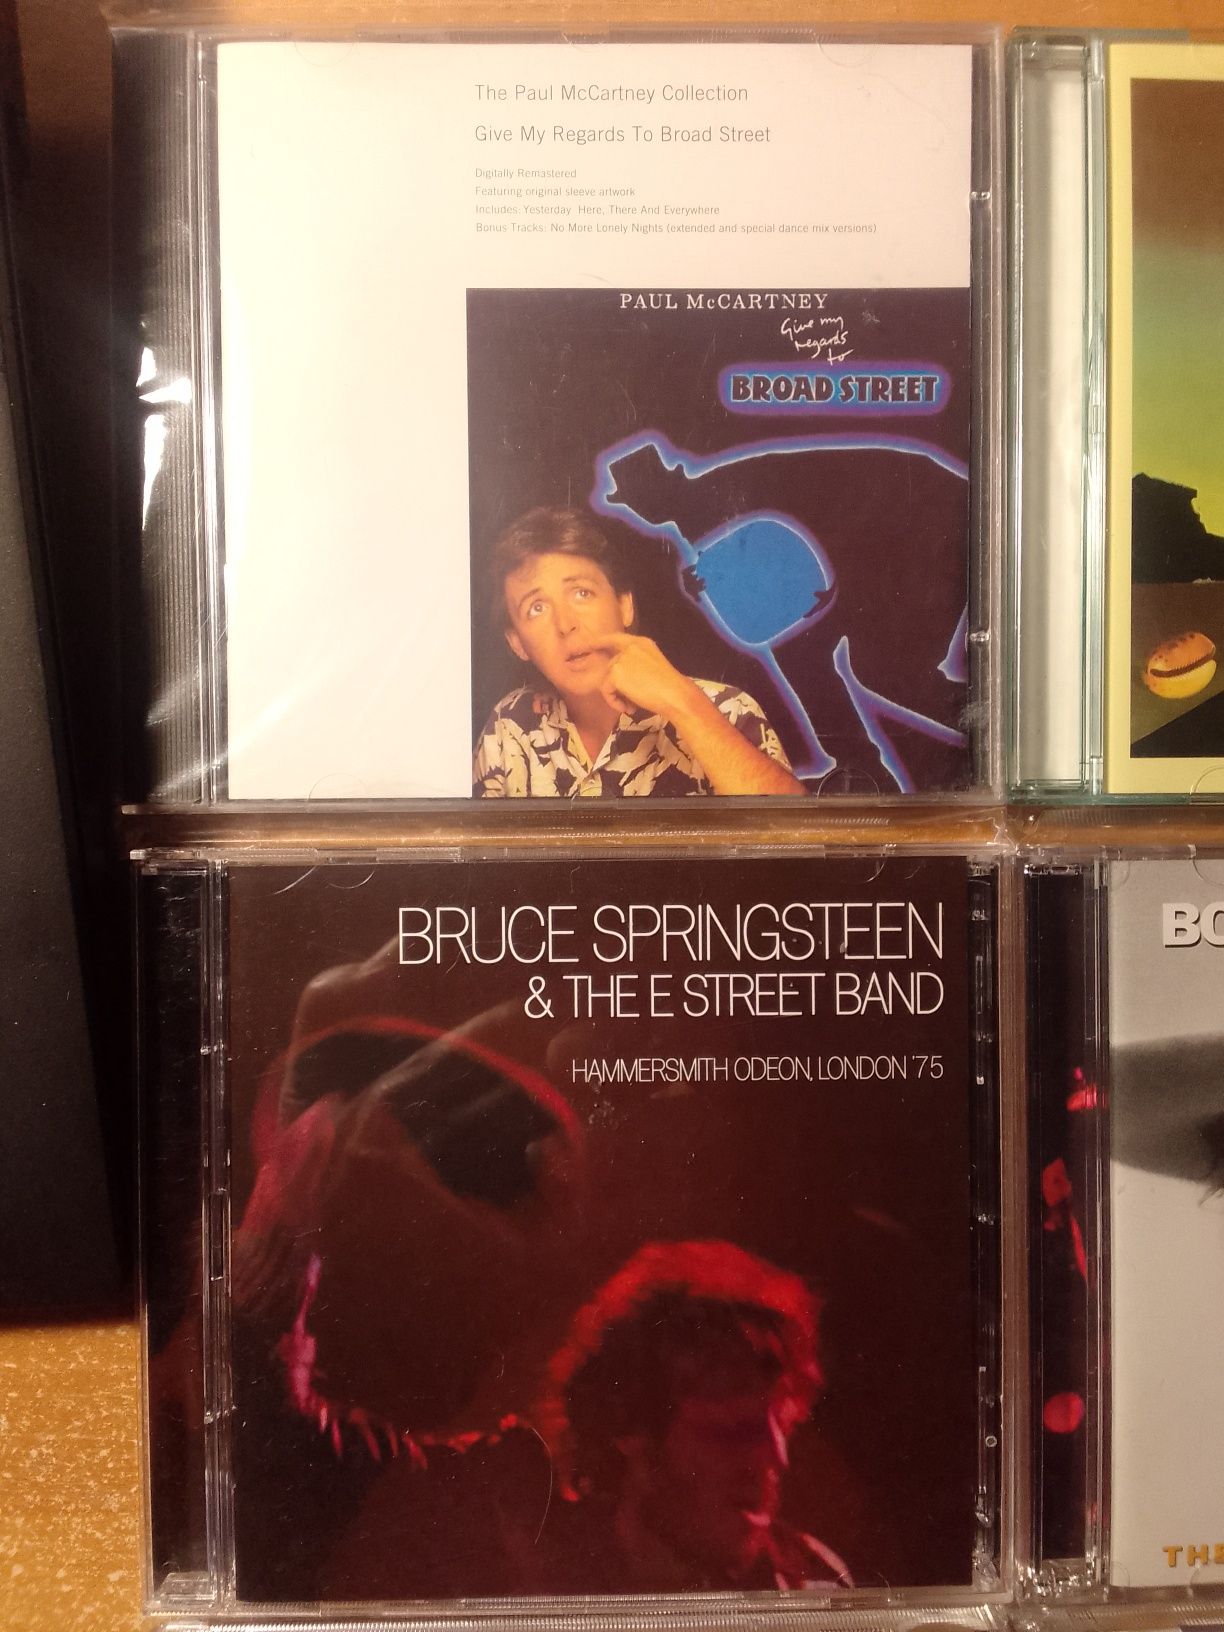 The Paul McCartney Collection
Give My Regards To Broad Street
Digitally Remastered
Featuring original sleeve artwork
Includes: Yesterday Here, There And Everywhere
Bonus Tracks: No More Lonely Nights (extended and special dance mix versions)
PAUL McCARTNEY
Give my
regards
to
BROAD STREET
BRUCE SPRINGSTEEN
& THE E STREET BAND
HAMMERSMITH ODEON, LONDON '75
BO
THE